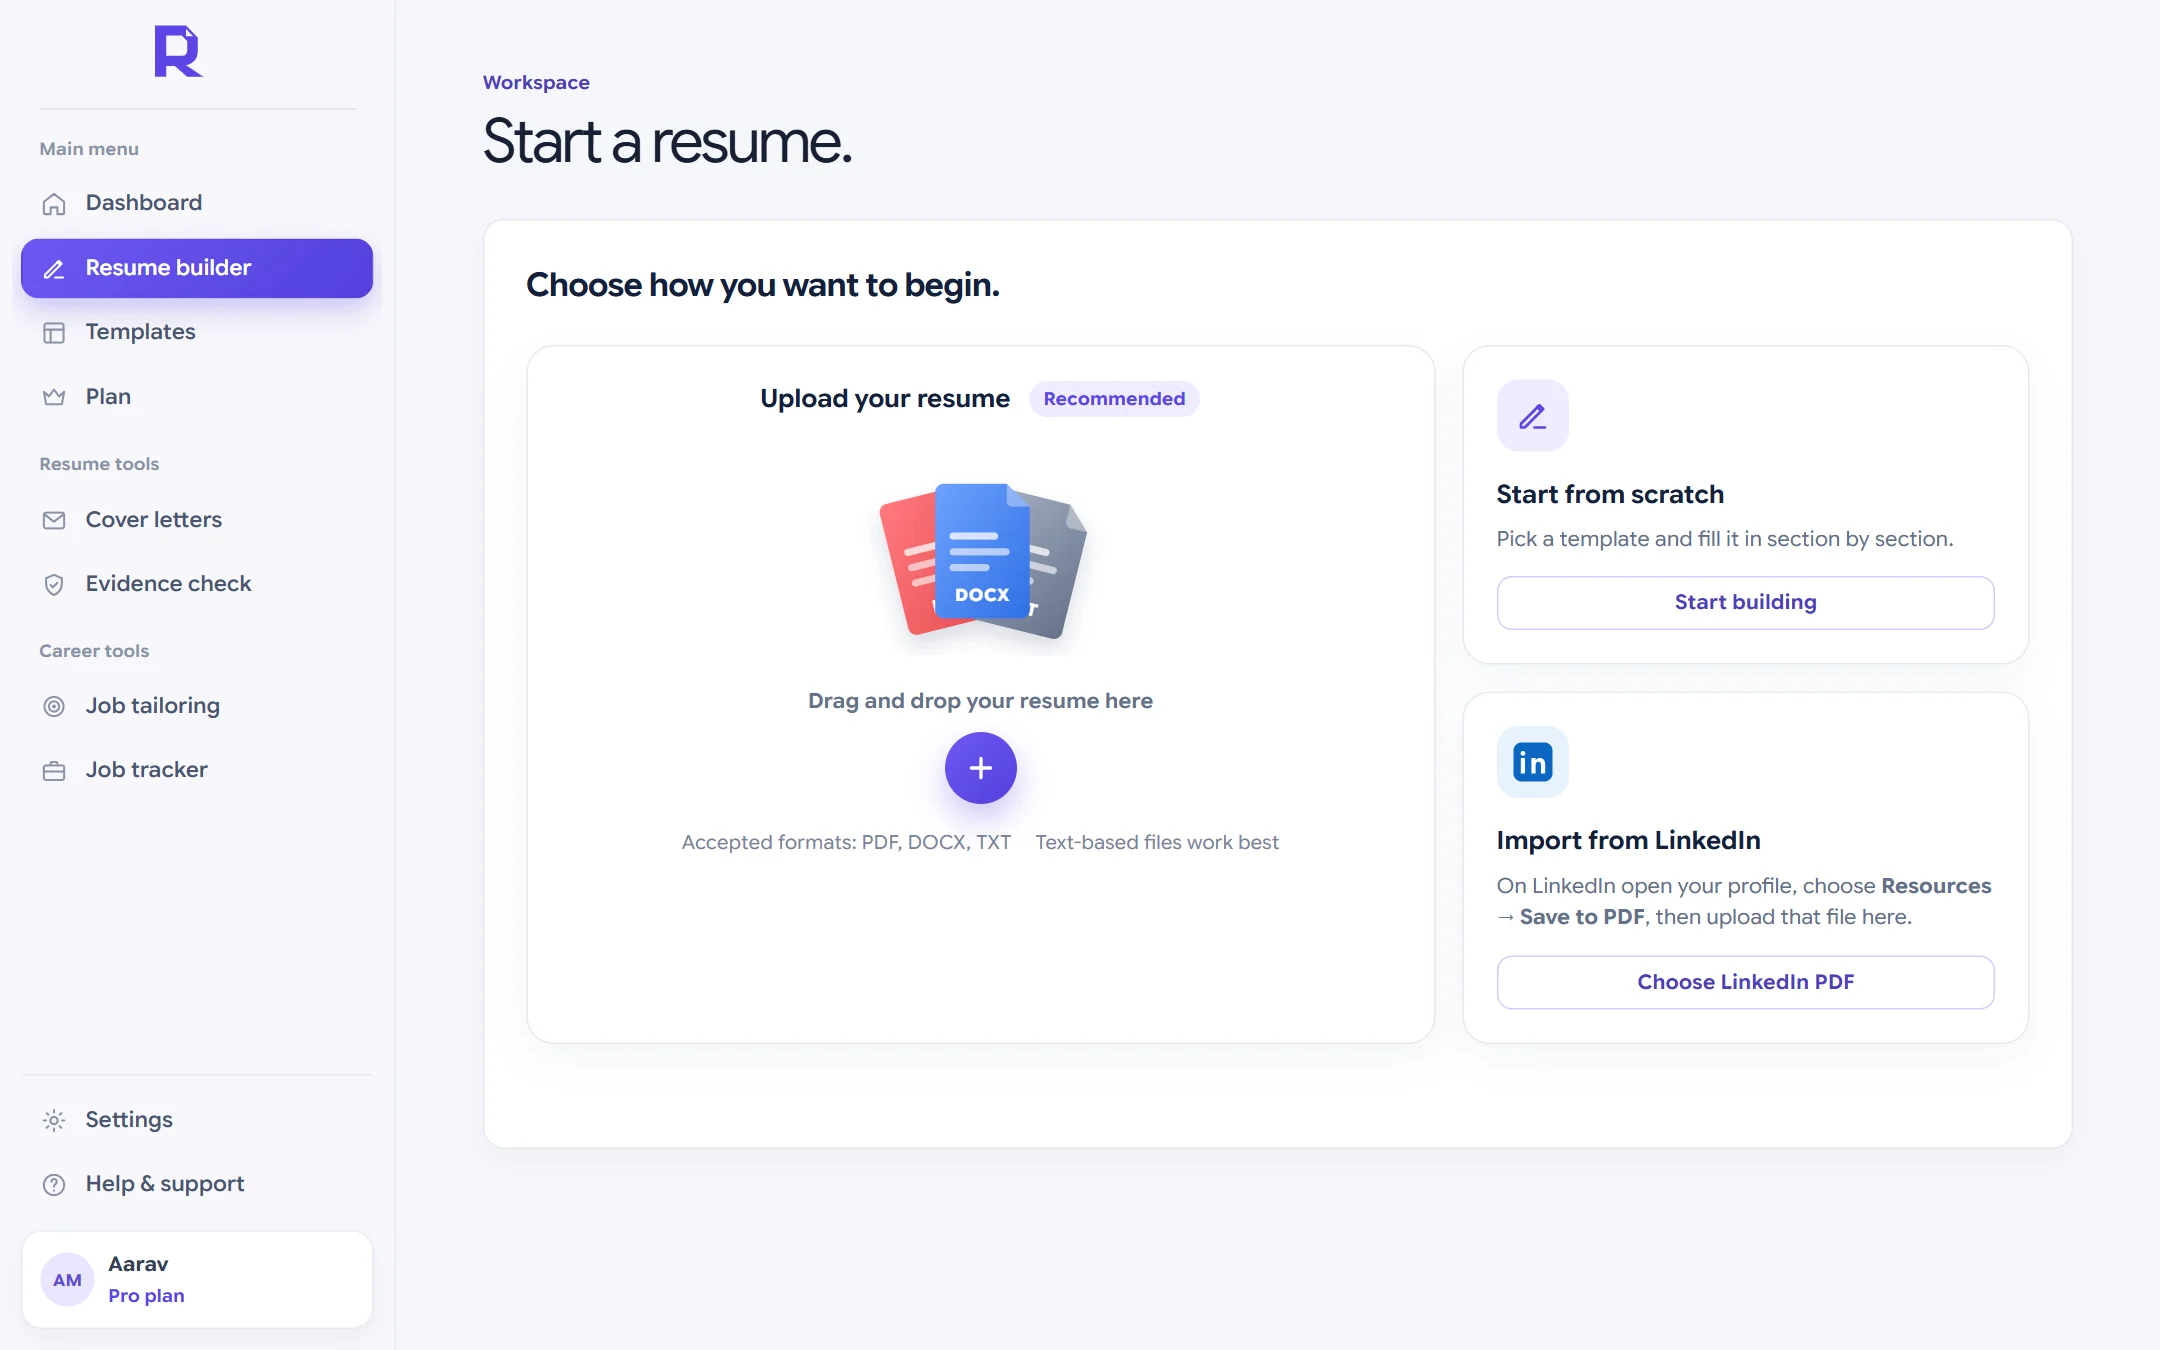 Main menu
Dashboard
Resume builder
Templates
Plan
Resume tools
Cover letters
Evidence check
Career tools
Job tailoring
Job tracker
Settings
Help & support
AM
Aarav
Pro plan
Workspace
Start a resume.
Choose how you want to begin.
Upload your resume
Recommended
DOCX
T
Drag and drop your resume here
Accepted formats: PDF, DOCX, TXT Text-based files work best
Start from scratch
Pick a template and fill it in section by section.
Start building
in
Import from LinkedIn
On LinkedIn open your profile, choose Resources
→ Save to PDF, then upload that file here.
Choose LinkedIn PDF